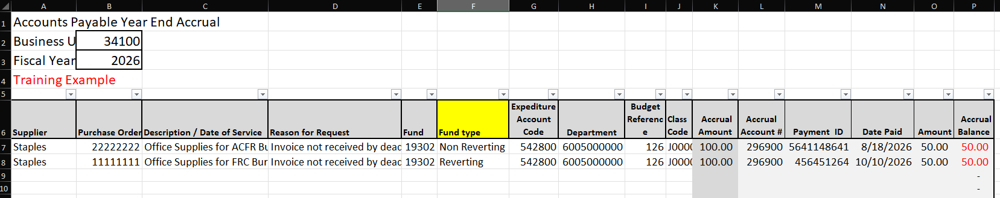 A B C D E F G H I J K L M N O P
1 Accounts Payable Year End Accrual
2 Business U 34100
3 Fiscal Year 2026
4 Training Example
5
Expediture Budget
Account Referenc Class Accrual Accrual Accrual
6 Supplier Purchase Order Description / Date of Service Reason for Request Fund Fund type Code Department e Code Amount Account # Payment ID Date Paid Amount Balance
7 Staples 22222222 Office Supplies for ACFR Bu Invoice not received by dead 19302 Non Reverting 542800 6005000000 126 J000 100.00 296900 5641148641 8/18/2026 50.00 50.00
8 Staples 11111111 Office Supplies for FRC Bur Invoice not received by dead 19302 Reverting 542800 6005000000 126 J000 100.00 296900 456451264 10/10/2026 50.00 50.00
9 -
10 -